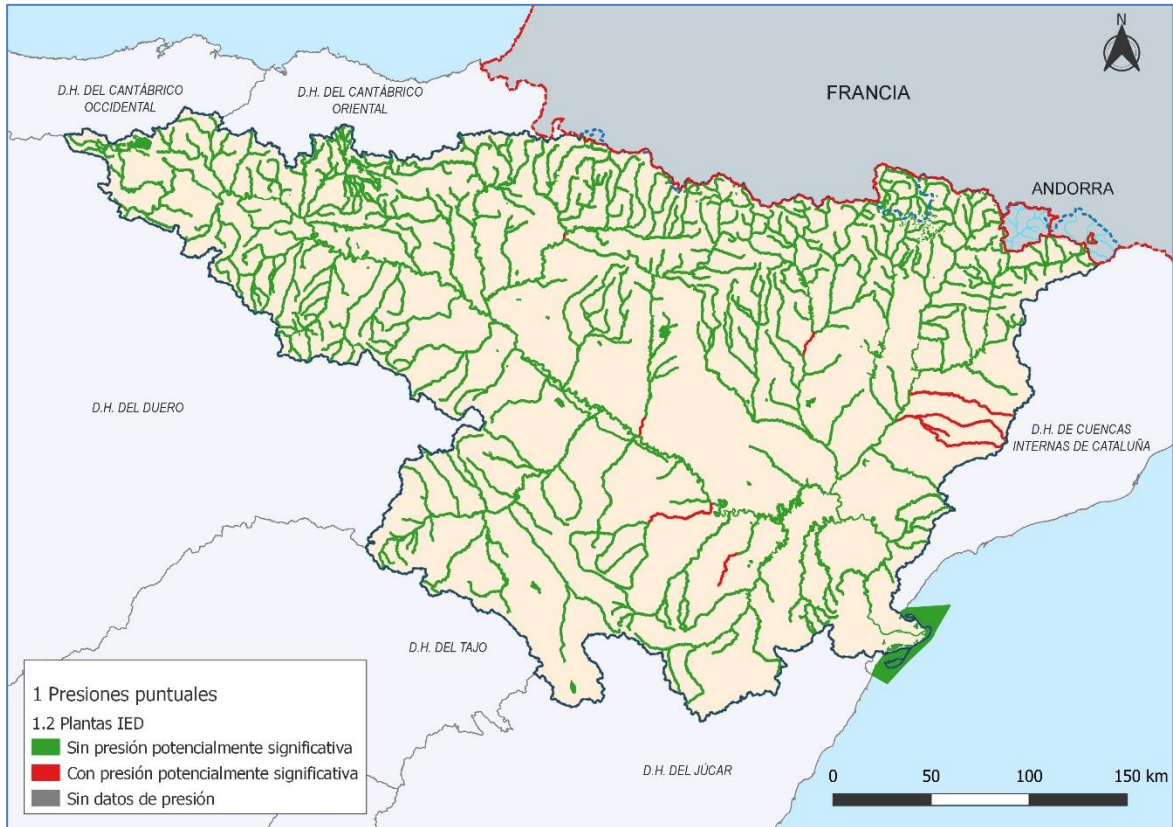 N
D.H. DEL CANTÁBRICO
OCCIDENTAL
D.H. DEL CANTÁBRICO
ORIENTAL
FRANCIA
ANDORRA
D.H. DEL DUERO
D.H. DE CUENCAS
INTERNAS DE CATALUÑA
D.H. DEL TAJO
D.H. DEL JÚCAR
1 Presiones puntuales
1.2 Plantas IED
Sin presión potencialmente significativa
Con presión potencialmente significativa
Sin datos de presión
0 50 100 150 km